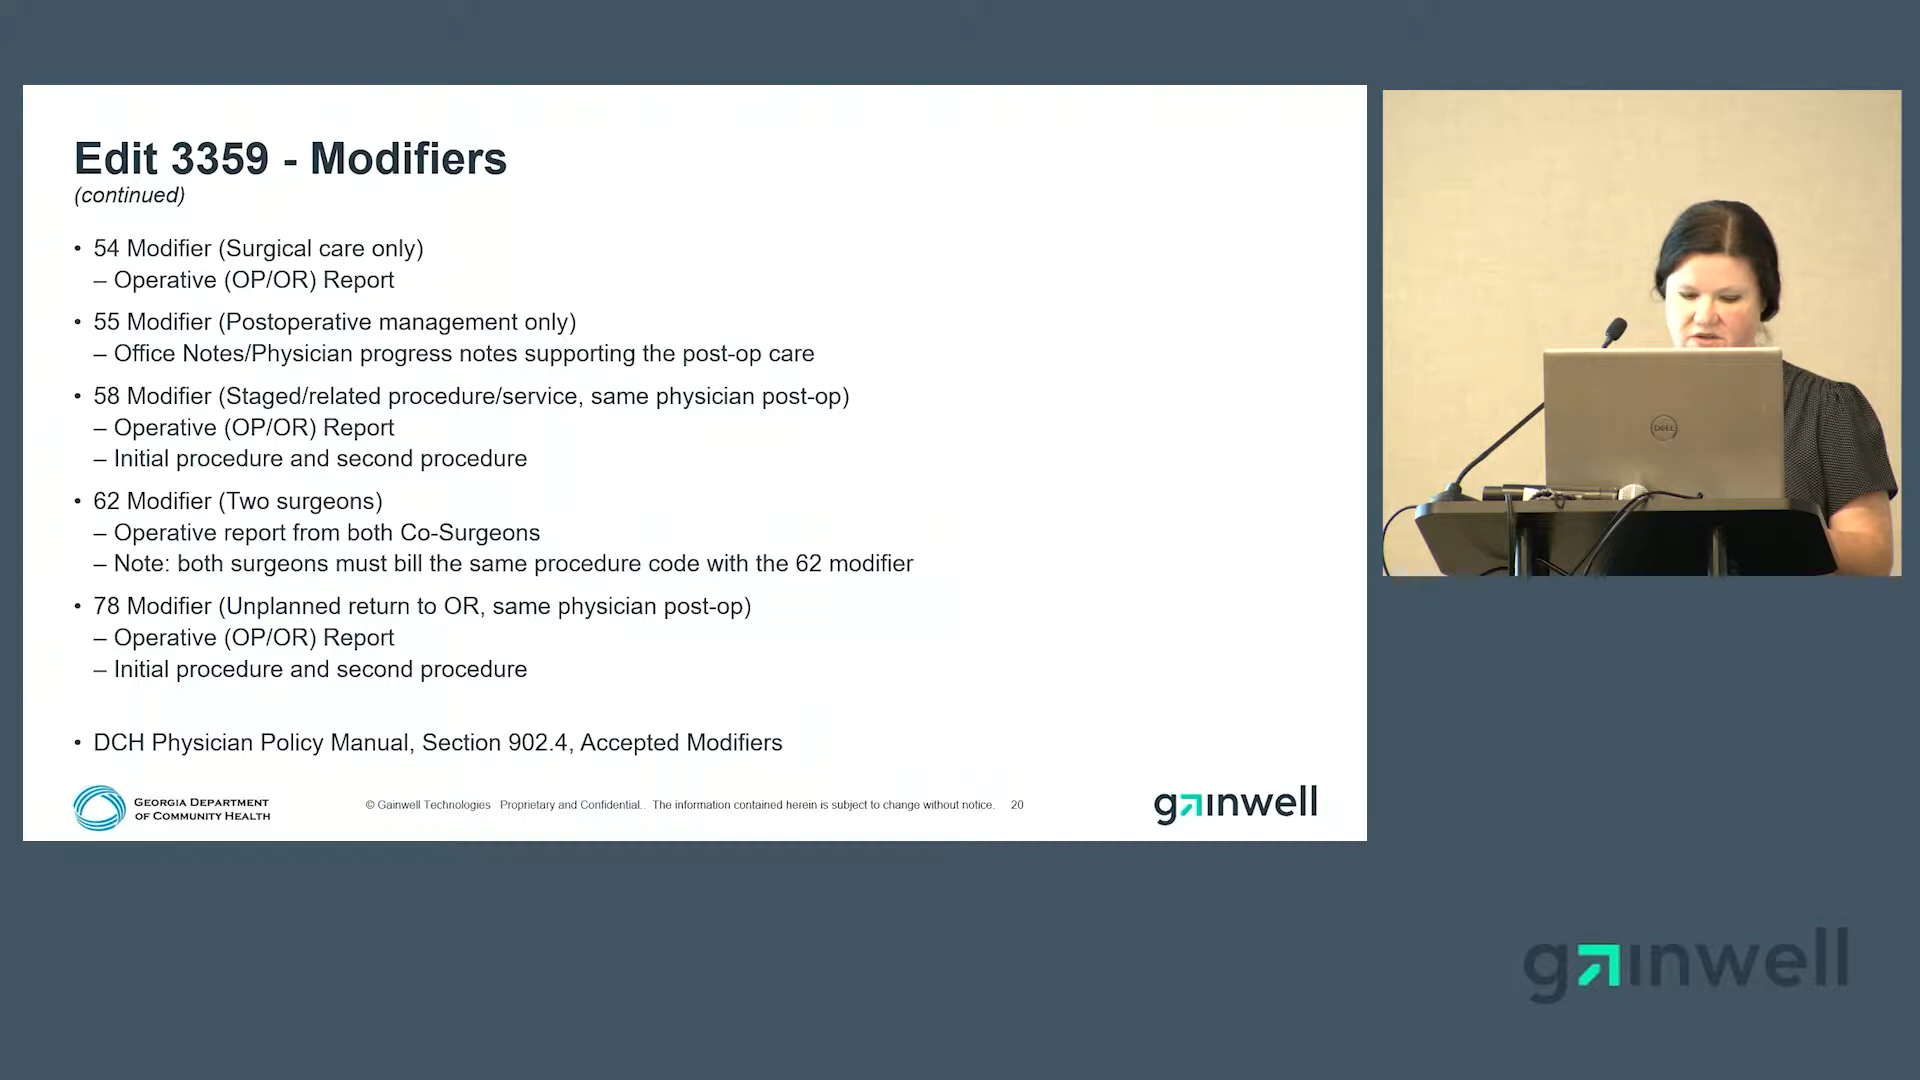 Edit 3359 - Modifiers
(continued)
• 54 Modifier (Surgical care only)
– Operative (OP/OR) Report
• 55 Modifier (Postoperative management only)
– Office Notes/Physician progress notes supporting the post-op care
• 58 Modifier (Staged/related procedure/service, same physician post-op)
– Operative (OP/OR) Report
– Initial procedure and second procedure
• 62 Modifier (Two surgeons)
– Operative report from both Co-Surgeons
– Note: both surgeons must bill the same procedure code with the 62 modifier
• 78 Modifier (Unplanned return to OR, same physician post-op)
– Operative (OP/OR) Report
– Initial procedure and second procedure
• DCH Physician Policy Manual, Section 902.4, Accepted Modifiers
GEORGIA DEPARTMENT
OF COMMUNITY HEALTH
© Gainwell Technologies Proprietary and Confidential.. The information contained herein is subject to change without notice. 20
gainwell
DELL
gainwell